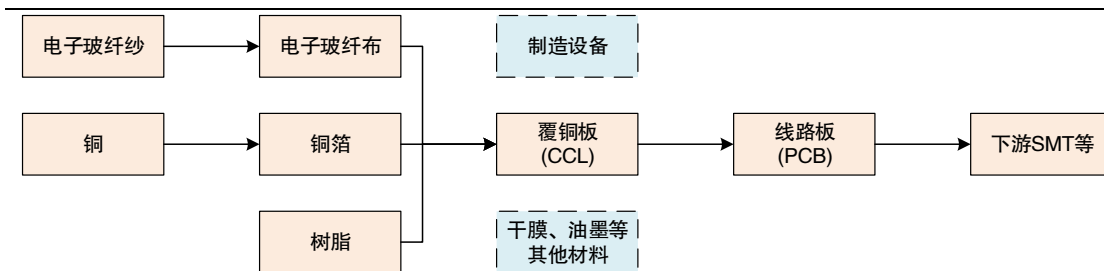 电子玻纤纱
电子玻纤布
制造设备
铜
铜箔
覆铜板
(CCL)
线路板
(PCB)
下游SMT等
树脂
干膜、油墨等
其他材料